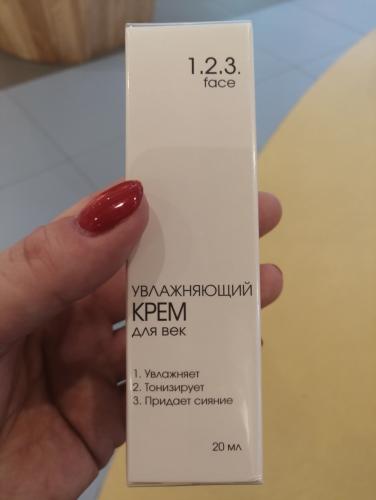 1.2.3.
face
УВЛАЖНЯЮЩИЙ
КРЕМ
ДЛЯ ВЕК
1. Увлажняет
2. Тонизирует
3. Придает сияние
20 мл